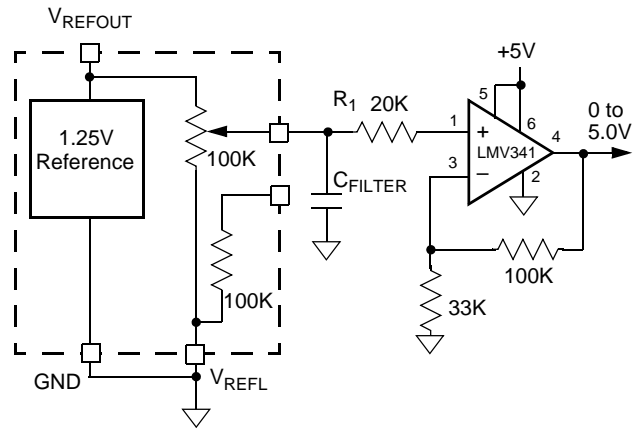 VREFOUT
+5V
1.25V
Reference
100K
R1
20K
5
6
1
4
3
2
+
LMV341
–
0 to
5.0V
CFILTER
100K
100K
33K
GND
VREFL